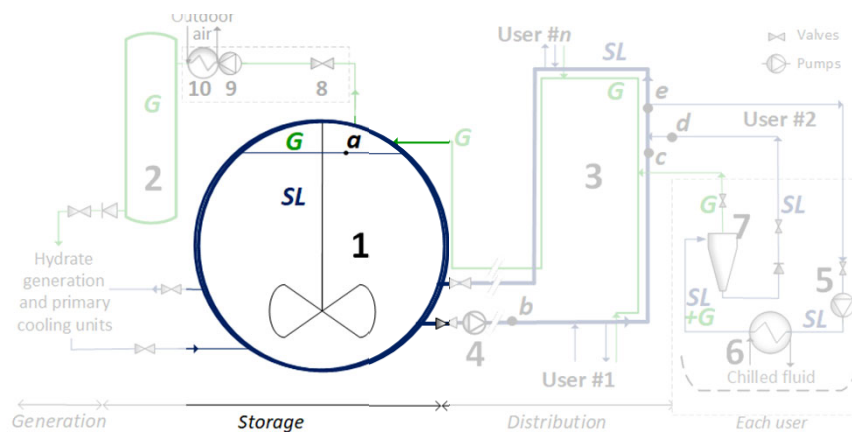 Outdoor
air
User #n
SL
Valves
Pumps
G
10
9
8
G
2
G
a
G
e
User #2
d
c
3
SL
1
G
7
SL
Hydrate
generation
and primary
cooling units
5
SL
+G
SL
b
4
6
User #1
Chilled fluid
Generation
Storage
Distribution
Each user